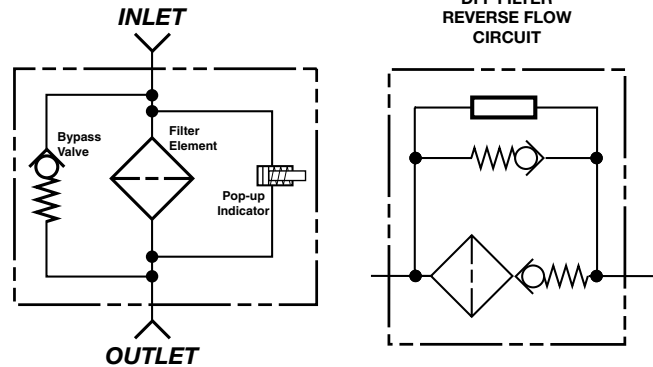 INLET
Bypass
Valve
Filter
Element
Pop-up
Indicator
OUTLET
REVERSE FLOW
CIRCUIT